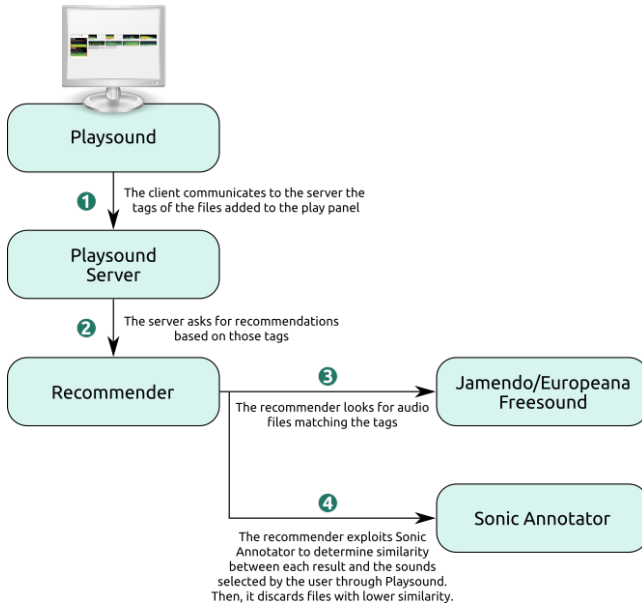 Playsound
1
The client communicates to the server the
tags of the files added to the play panel
Playsound
Server
2
The server asks for recommendations
based on those tags
Recommender
3
The recommender looks for audio
files matching the tags
Jamendo/Europeana
Freesound
4
The recommender exploits Sonic
Annotator to determine similarity
between each result and the sounds
selected by the user through Playsound.
Then, it discards files with lower similarity.
Sonic Annotator